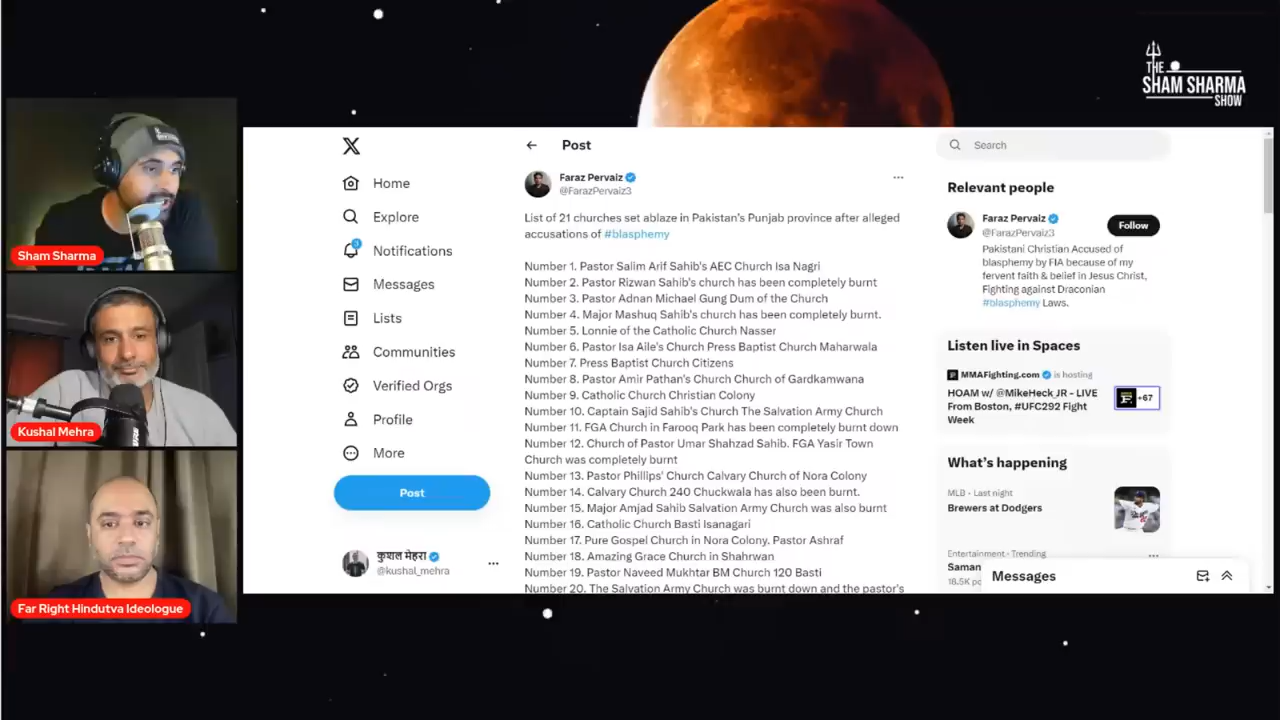 THE
SHAM SHARMA
SHOW
Sham Sharma
Kushal Mehra
Far Right Hindutva Ideologue
X
Home
Explore
3
Notifications
Messages
Lists
Communities
Verified Orgs
Profile
More
Post
कुशल मेहरा
@kushal_mehra
Post
Faraz Pervaiz
@FarazPervaiz3
List of 21 churches set ablaze in Pakistan's Punjab province after alleged
accusations of #blasphemy
Number 1. Pastor Salim Arif Sahib's AEC Church Isa Nagri
Number 2. Pastor Rizwan Sahib's church has been completely burnt
Number 3. Pastor Adnan Michael Gung Dum of the Church
Number 4. Major Mashuq Sahib's church has been completely burnt.
Number 5. Lonnie of the Catholic Church Nasser
Number 6. Pastor Isa Aile's Church Press Baptist Church Maharwala
Number 7. Press Baptist Church Citizens
Number 8. Pastor Amir Pathan's Church Church of Gardkamwana
Number 9. Catholic Church Christian Colony
Number 10. Captain Sajid Sahib's Church The Salvation Army Church
Number 11. FGA Church in Farooq Park has been completely burnt down
Number 12. Church of Pastor Umar Shahzad Sahib. FGA Yasir Town
Church was completely burnt
Number 13. Pastor Phillips' Church Calvary Church of Nora Colony
Number 14. Calvary Church 240 Chuckwala has also been burnt.
Number 15. Major Amjad Sahib Salvation Army Church was also burnt
Number 16. Catholic Church Basti Isanagari
Number 17. Pure Gospel Church in Nora Colony. Pastor Ashraf
Number 18. Amazing Grace Church in Shahrwan
Number 19. Pastor Naveed Mukhtar BM Church 120 Basti
Number 20. The Salvation Army Church was burnt down and the pastor's
Search
Relevant people
Faraz Pervaiz
@FarazPervaiz3
Follow
Pakistani Christian Accused of
blasphemy by FIA because of my
fervent faith & belief in Jesus Christ,
Fighting against Draconian
#blasphemy Laws.
Listen live in Spaces
MMAFighting.com is hosting
HOAM w/ @MikeHeck_JR - LIVE
From Boston, #UFC292 Fight
Week
+67
What's happening
MLB · Last night
Brewers at Dodgers
Entertainment · Trending
Saman
18.5K po
Messages